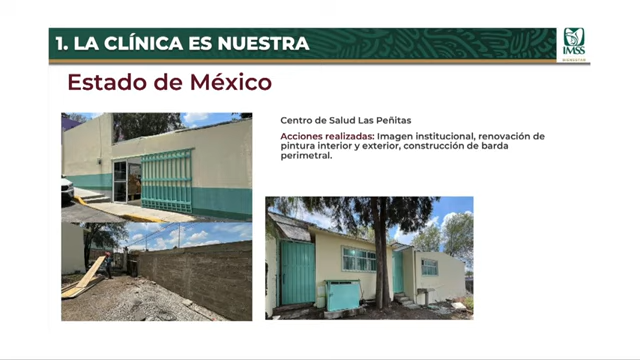 1. LA CLÍNICA ES NUESTRA
IMSS
BIENESTAR
Estado de México
Centro de Salud Las Peñitas
Acciones realizadas: Imagen institucional, renovación de
pintura interior y exterior, construcción de barda
perimetral.